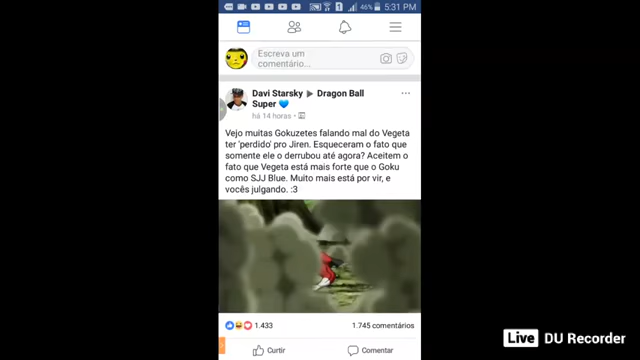 46% 5:31 PM
Escreva um
comentário...
Davi Starsky ▶ Dragon Ball
Super 💙
há 14 horas •
Vejo muitas Gokuzetes falando mal do Vegeta
ter 'perdido' pro Jiren. Esqueceram o fato que
somente ele o derrubou até agora? Aceitem o
fato que Vegeta está mais forte que o Goku
como SJJ Blue. Muito mais está por vir, e
vocês julgando. :3
1.433 1.745 comentários
Curtir Comentar
Live DU Recorder